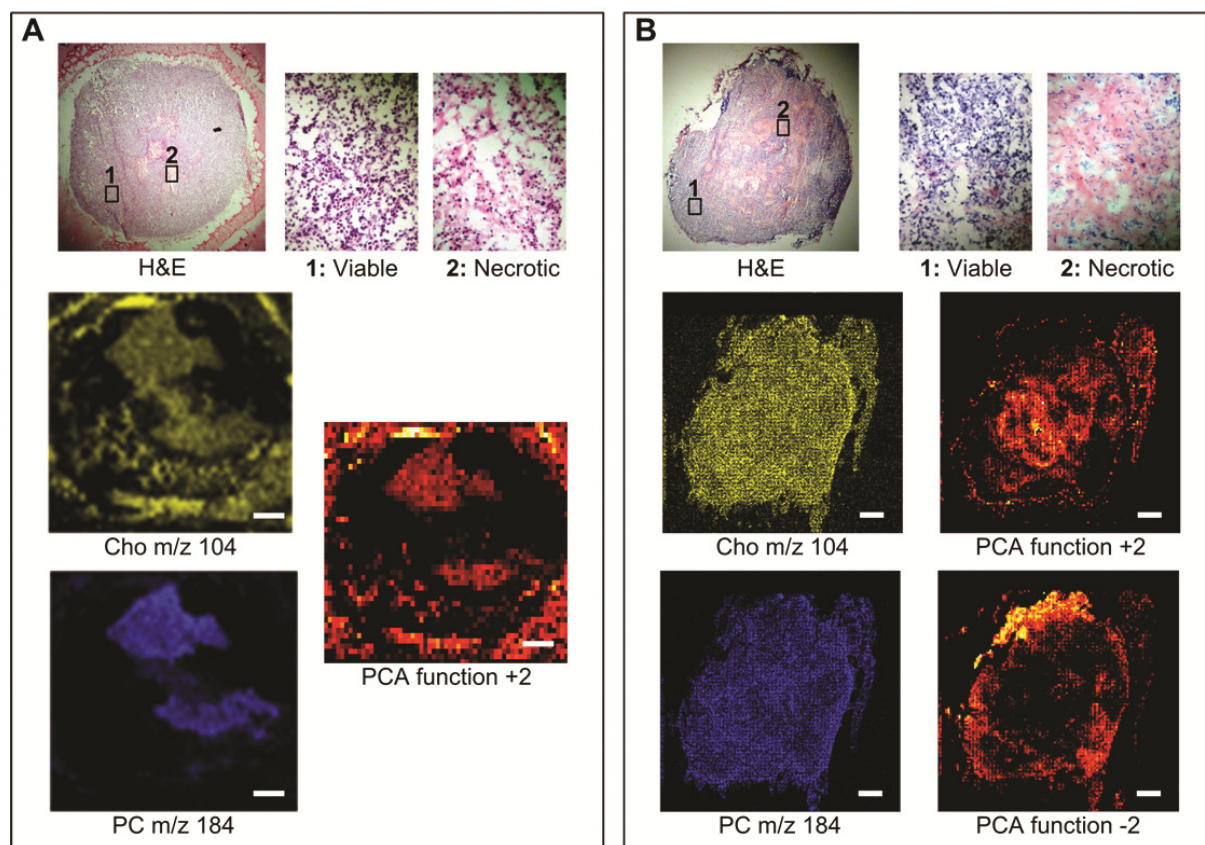 A
1
2
H&E
1: Viable
2: Necrotic
Cho m/z 104
PCA function +2
PC m/z 184
B
2
1
H&E
1: Viable
2: Necrotic
Cho m/z 104
PCA function +2
PC m/z 184
PCA function -2